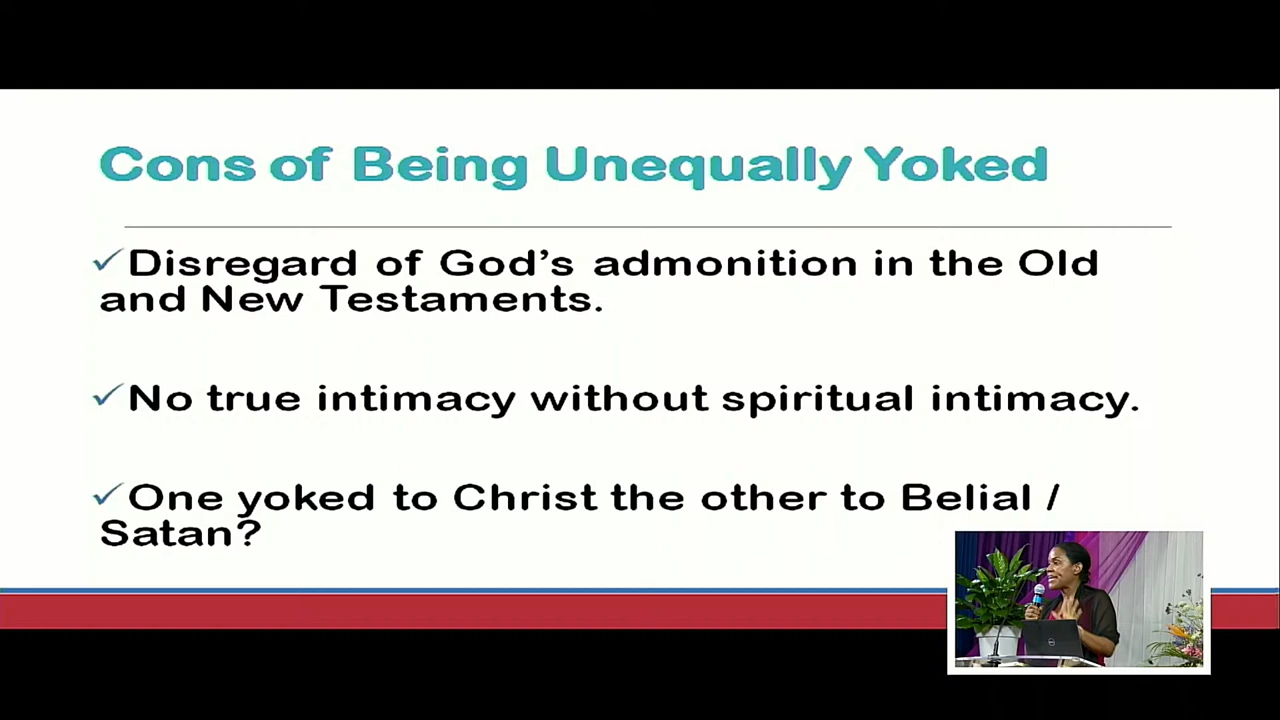 Cons of Being Unequally Yoked
✓Disregard of God's admonition in the Old
and New Testaments.
✓No true intimacy without spiritual intimacy.
✓One yoked to Christ the other to Belial /
Satan?